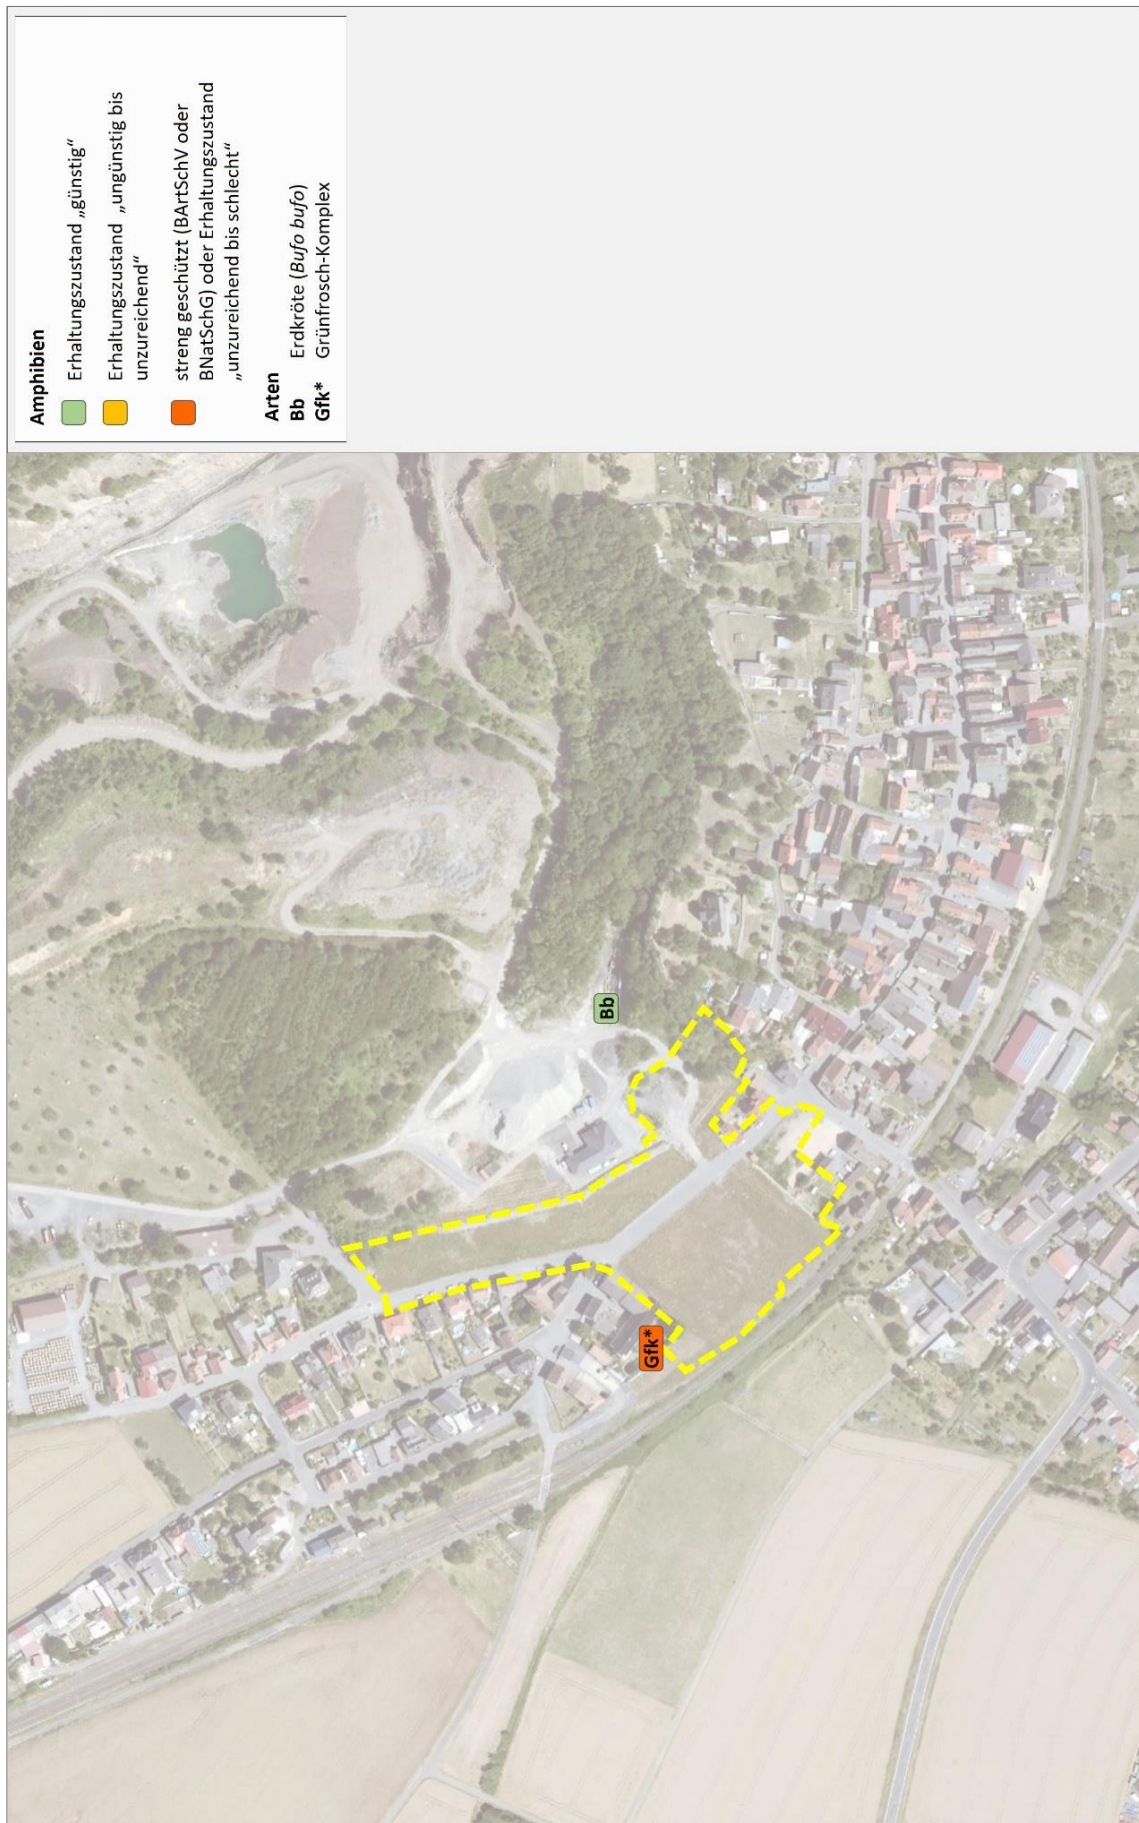 Amphibien
Erhaltungszustand „günstig“
Erhaltungszustand „ungünstig bis
unzureichend“
streng geschützt (BArtSchV oder
BNatSchG) oder Erhaltungszustand
„unzureichend bis schlecht“
Arten
Bb Erdkröte (Bufo bufo)
Gfk* Grünfrosch-Komplex
Bb
Gfk*